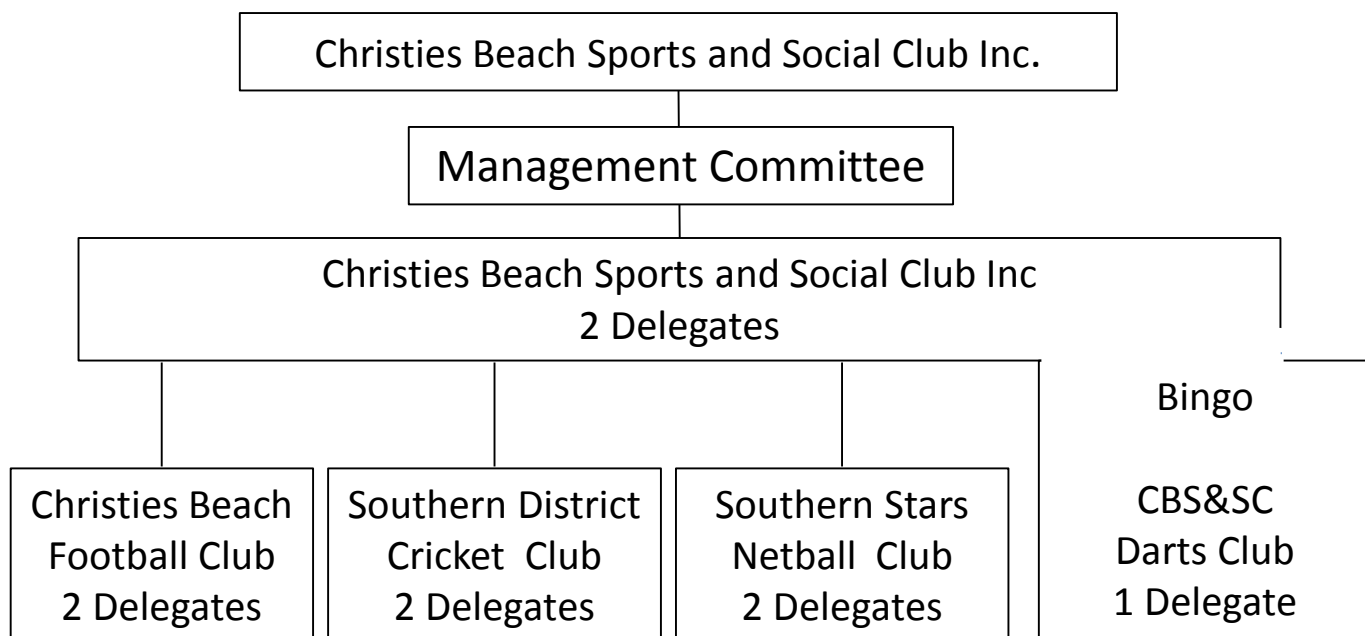 Christies Beach Sports and Social Club Inc.
Management Committee
Christies Beach Sports and Social Club Inc
2 Delegates
Christies Beach
Football Club
2 Delegates
Southern District
Cricket Club
2 Delegates
Southern Stars
Netball Club
2 Delegates
Bingo
CBS&SC
Darts Club
1 Delegate